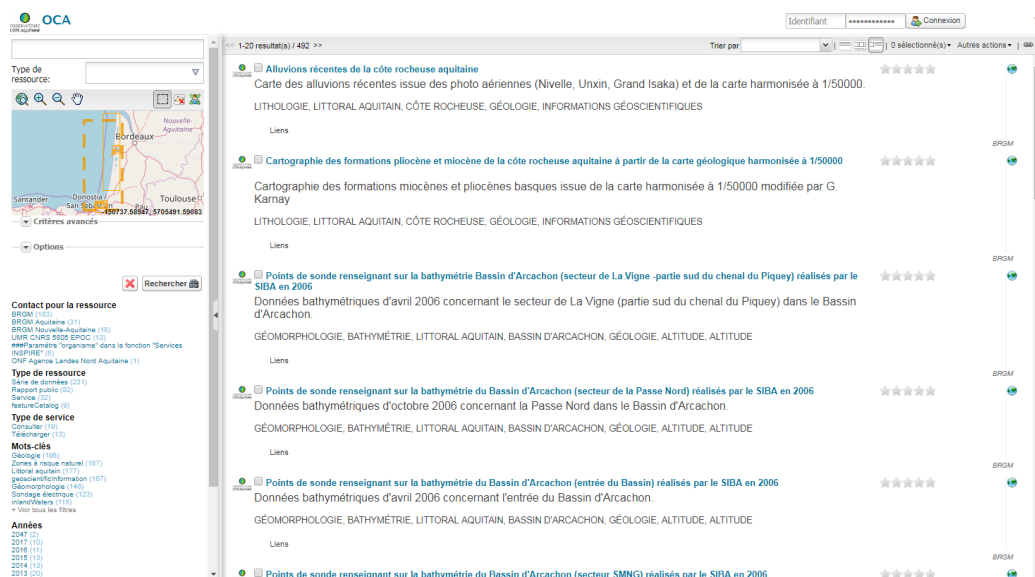 OBSERVATOIRE
CÔTE AQUITAINE
OCA
Identifiant
Connexion
<< 1-20 resultat(s) / 492 >>
Trier par
0 sélectionné(s)
Autres actions
Type de
ressource:
Nouvelle-
Aquitaine
Bordeaux
Santander
Donostia /
San Sebastián
Pau
Toulouse
-150737.58947, 5705491.59083
Critères avancés
Options
Rechercher
Contact pour la ressource
BRGM (183)
BRGM Aquitaine (31)
BRGM Nouvelle-Aquitaine (18)
UMR CNRS 5805 EPOC (13)
###Paramètre "organisme" dans la fonction "Services
INSPIRE" (5)
ONF Agence Landes Nord Aquitaine (1)
Type de ressource
Série de données (231)
Rapport public (82)
Service (32)
featureCatalog (9)
Type de service
Consulter (19)
Télécharger (13)
Mots-clés
Géologie (198)
Zones à risque naturel (187)
Littoral aquitain (177)
geoscientificInformation (167)
Géomorphologie (148)
Sondage électrique (123)
inlandWaters (115)
+ Voir tous les filtres
Années
2047 (2)
2017 (10)
2016 (11)
2015 (13)
2014 (13)
2013 (20)
Alluvions récentes de la côte rocheuse aquitaine
Carte des alluvions récentes issue des photo aériennes (Nivelle, Unxin, Grand Isaka) et de la carte harmonisée à 1/50000.
LITHOLOGIE, LITTORAL AQUITAIN, CÔTE ROCHEUSE, GÉOLOGIE, INFORMATIONS GÉOSCIENTIFIQUES
Liens
BRGM
Cartographie des formations pliocène et miocène de la côte rocheuse aquitaine à partir de la carte géologique harmonisée à 1/50000
Cartographie des formations miocènes et pliocènes basques issue de la carte harmonisée à 1/50000 modifiée par G.
Karnay
LITHOLOGIE, LITTORAL AQUITAIN, CÔTE ROCHEUSE, GÉOLOGIE, INFORMATIONS GÉOSCIENTIFIQUES
Liens
BRGM
Points de sonde renseignant sur la bathymétrie Bassin d'Arcachon (secteur de La Vigne -partie sud du chenal du Piquey) réalisés par le
SIBA en 2006
Données bathymétriques d'avril 2006 concernant le secteur de La Vigne (partie sud du chenal du Piquey) dans le Bassin
d'Arcachon.
GÉOMORPHOLOGIE, BATHYMÉTRIE, LITTORAL AQUITAIN, BASSIN D'ARCACHON, GÉOLOGIE, ALTITUDE, ALTITUDE
Liens
BRGM
Points de sonde renseignant sur la bathymétrie du Bassin d'Arcachon (secteur de la Passe Nord) réalisés par le SIBA en 2006
Données bathymétriques d'octobre 2006 concernant la Passe Nord dans le Bassin d'Arcachon.
GÉOMORPHOLOGIE, BATHYMÉTRIE, LITTORAL AQUITAIN, BASSIN D'ARCACHON, GÉOLOGIE, ALTITUDE, ALTITUDE
Liens
BRGM
Points de sonde renseignant sur la bathymétrie du Bassin d'Arcachon (entrée du Bassin) réalisés par le SIBA en 2006
Données bathymétriques d'avril 2006 concernant l'entrée du Bassin d'Arcachon.
GÉOMORPHOLOGIE, BATHYMÉTRIE, LITTORAL AQUITAIN, BASSIN D'ARCACHON, GÉOLOGIE, ALTITUDE, ALTITUDE
Liens
BRGM
Points de sonde renseignant sur la bathymétrie du Bassin d'Arcachon (secteur SMNG) réalisés par le SIBA en 2006